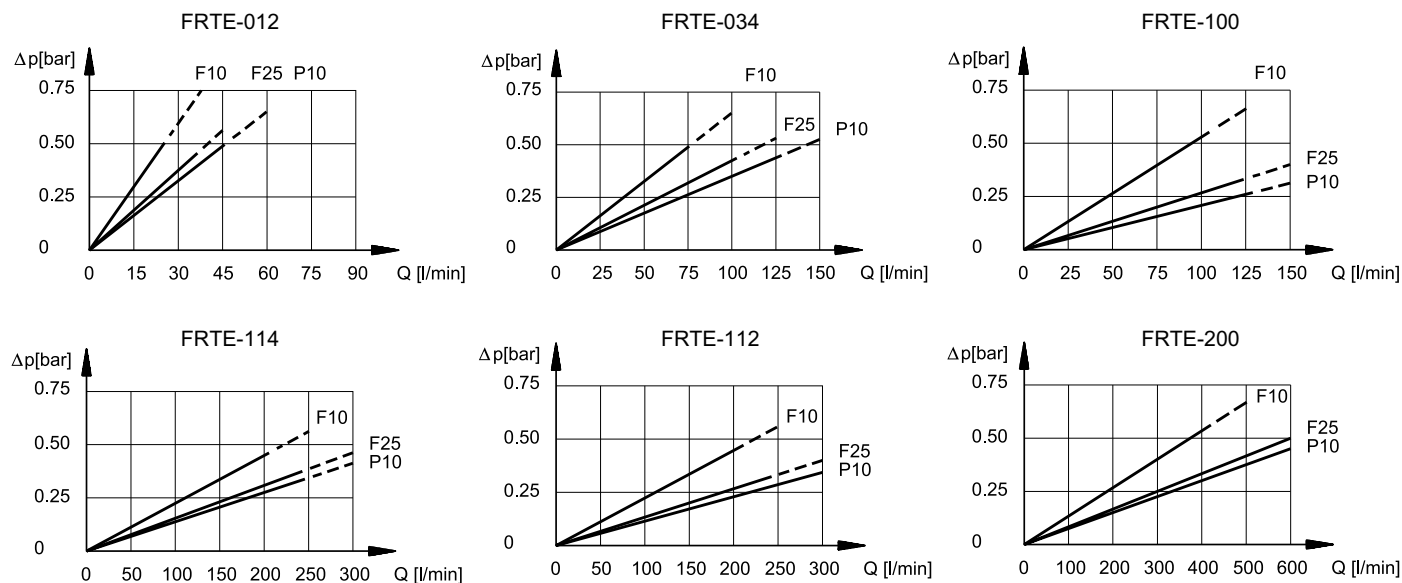 FRTE-012
Δp[bar]
F10 F25 P10
0.75
0.50
0.25
0
0 15 30 45 60 75 90 Q [l/min]
FRTE-034
Δp[bar]
F10
0.75
F25 P10
0.50
0.25
0
0 25 50 75 100 125 150 Q [l/min]
FRTE-100
Δp[bar]
F10
0.75
0.50
F25
P10
0.25
0
0 25 50 75 100 125 150 Q [l/min]
FRTE-114
Δp[bar]
0.75
F10
0.50
F25
P10
0.25
0
0 50 100 150 200 250 300 Q [l/min]
FRTE-112
Δp[bar]
0.75
F10
0.50
F25
P10
0.25
0
0 50 100 150 200 250 300 Q [l/min]
FRTE-200
Δp[bar]
0.75
F10
0.50
F25
P10
0.25
0
0 100 200 300 400 500 600 Q [l/min]